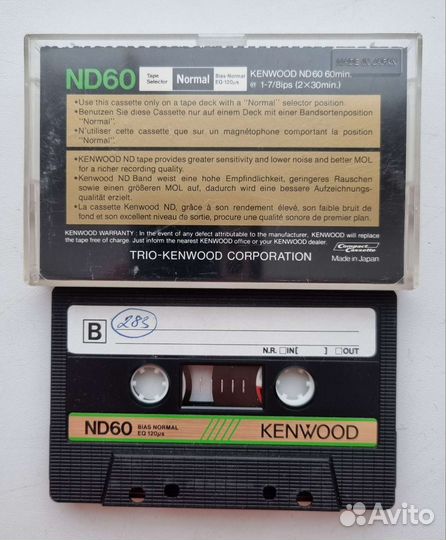 MADE IN JAPAN
ND60 Tape Selector Normal Bias Normal EQ 120µs KENWOOD ND60 60min.
at 1-7/8ips (2×30min.)
•Use this cassette only on a tape deck with a "Normal" selector position.
•Benutzen Sie diese Cassette nur auf einem Deck mit einer Bandsortenposition
"Normal".
•N'utiliser cette cassette que sur un magnétophone comportant la position
"Normal".
•KENWOOD ND tape provides greater sensitivity and lower noise and better MOL
for a richer recording quality.
•Kenwood ND Band weist eine hohe Empfindlichkeit, geringeres Rauschen
sowie einen größeren MOL auf, dadurch wird eine bessere Aufzeichnungs-
qualität erzielt.
•La cassette Kenwood ND, grâce à son rendement élevé, son faible bruit de
fond et son excellent niveau de sortie, procure une qualité sonore de premier plan.
KENWOOD WARRANTY: In the event of any defect attributable to the manufacturer, KENWOOD will replace
the tape free of charge. Just inform the nearest KENWOOD office or your KENWOOD dealer.
Compact Cassette
TRIO-KENWOOD CORPORATION
Made in Japan
B 283
N.R. □IN[ ] □OUT
ND60 BIAS NORMAL
EQ 120µs
KENWOOD
Avito